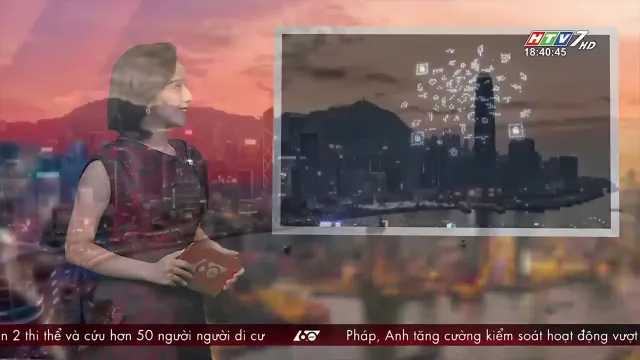 HTV7 HD
18:40:45
n 2 thi thể và cứu hơn 50 người người di cư 60 Pháp, Anh tăng cường kiểm soát hoạt động vượt